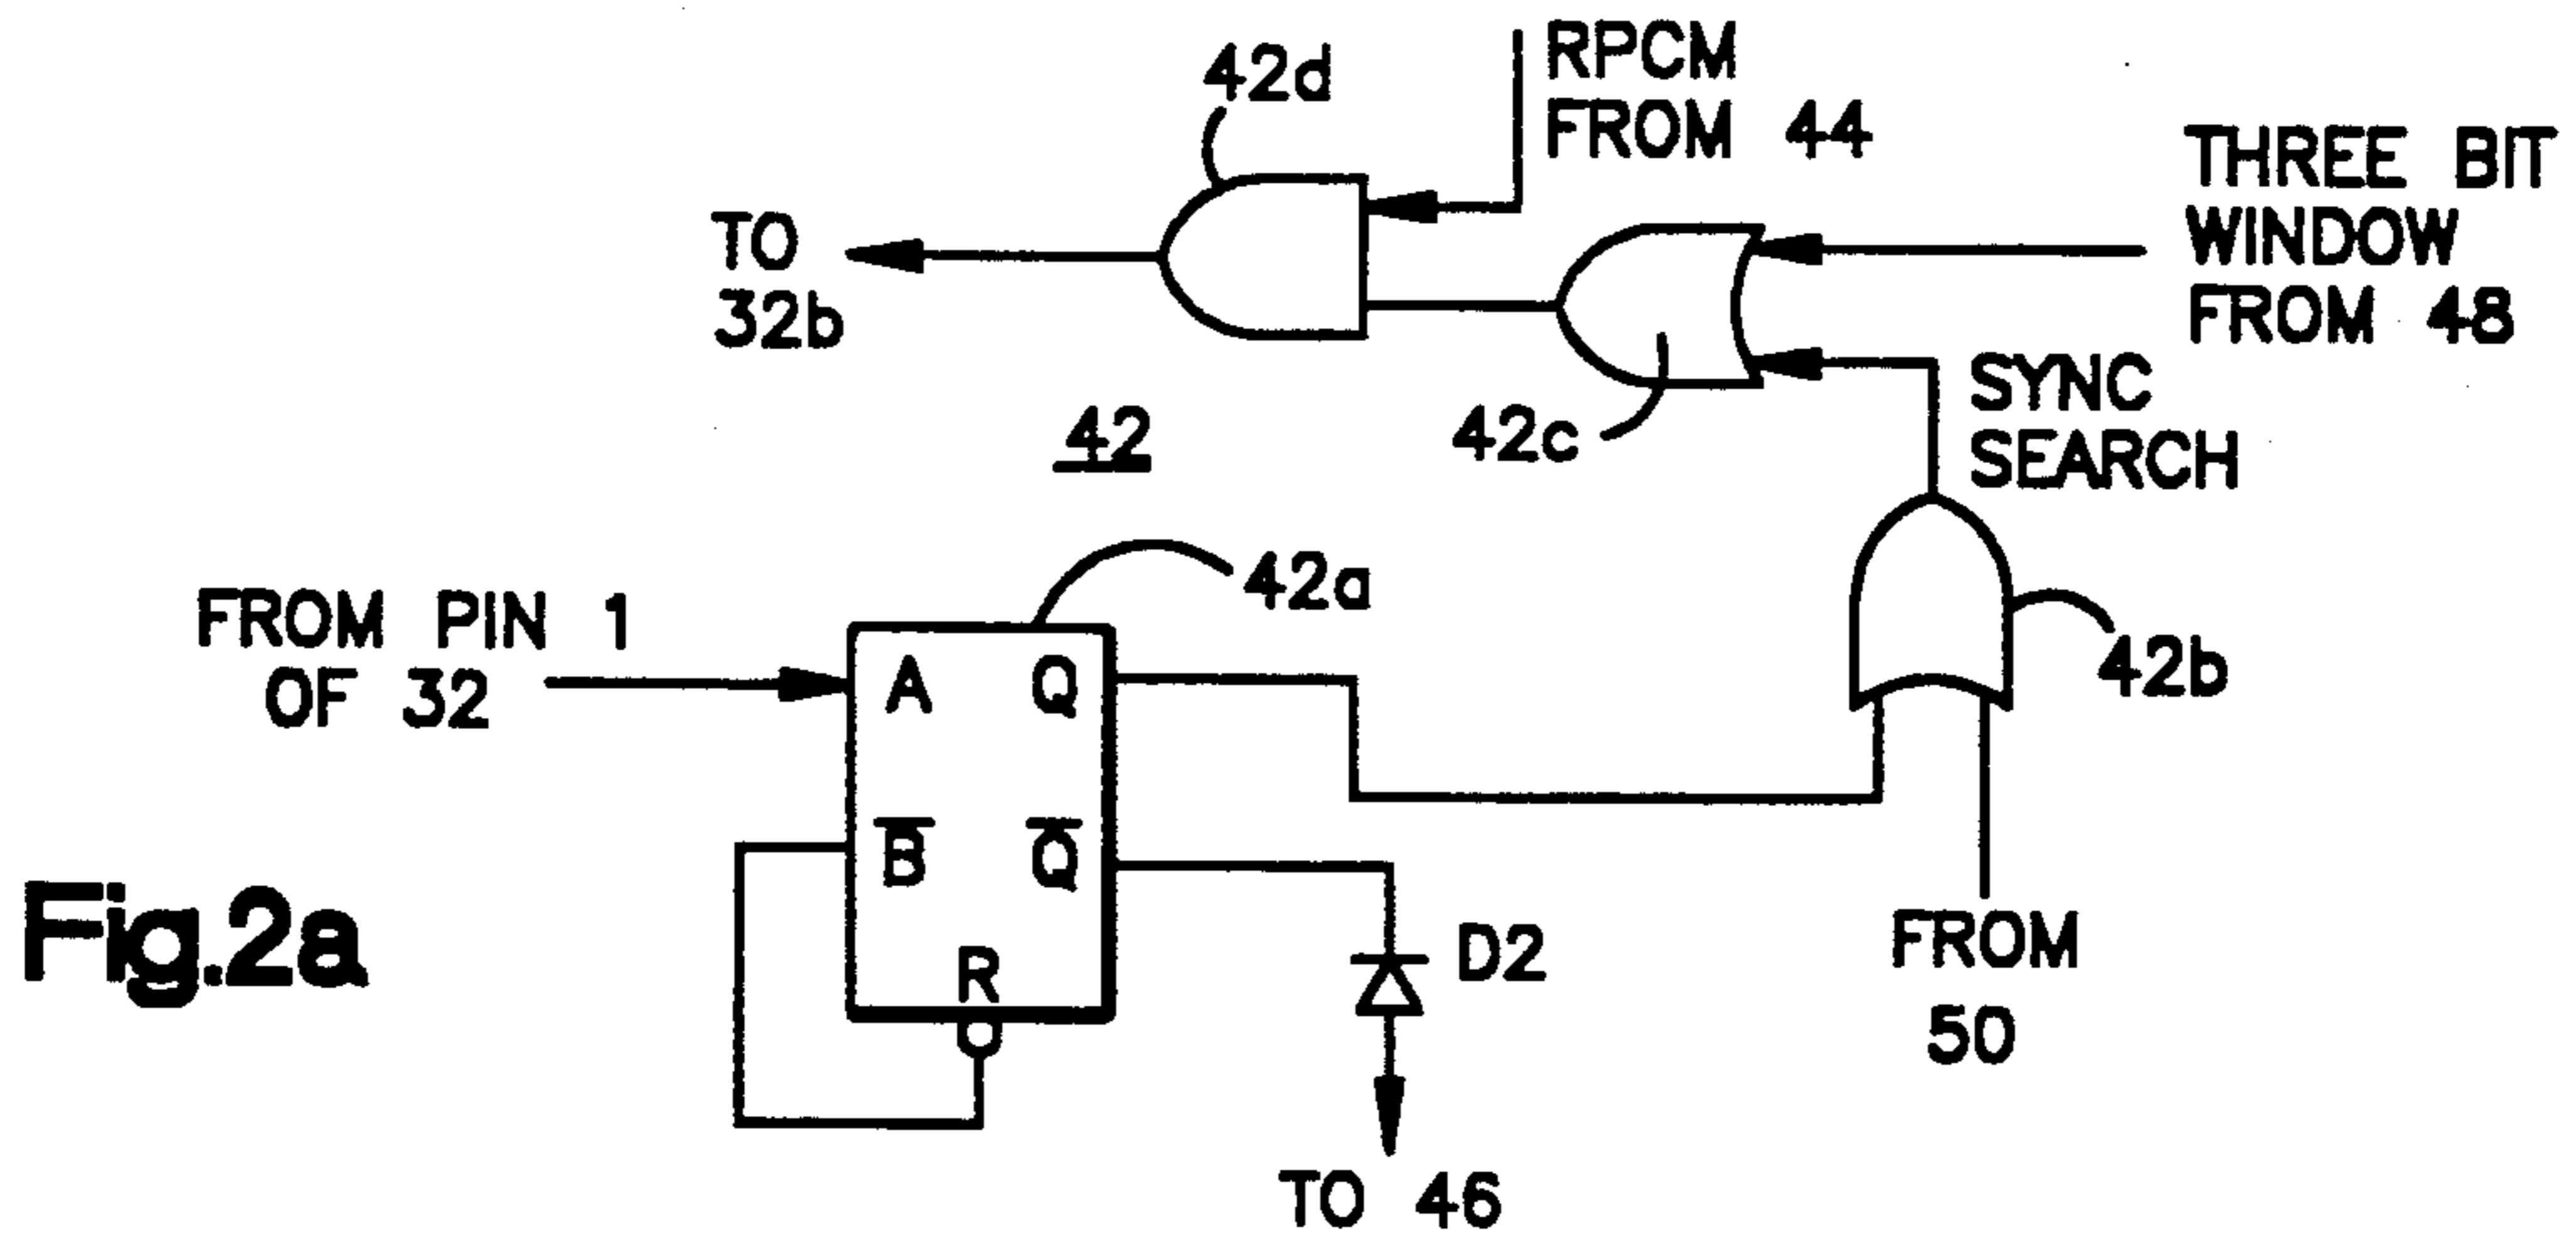 42d
RPCM
FROM 44
THREE BIT
WINDOW
FROM 48
TO
32b
42
42c
SYNC
SEARCH
42a
42b
FROM PIN 1
OF 32
A Q
B̅ Q̅
R
D2
FROM
50
TO 46
Fig.2a